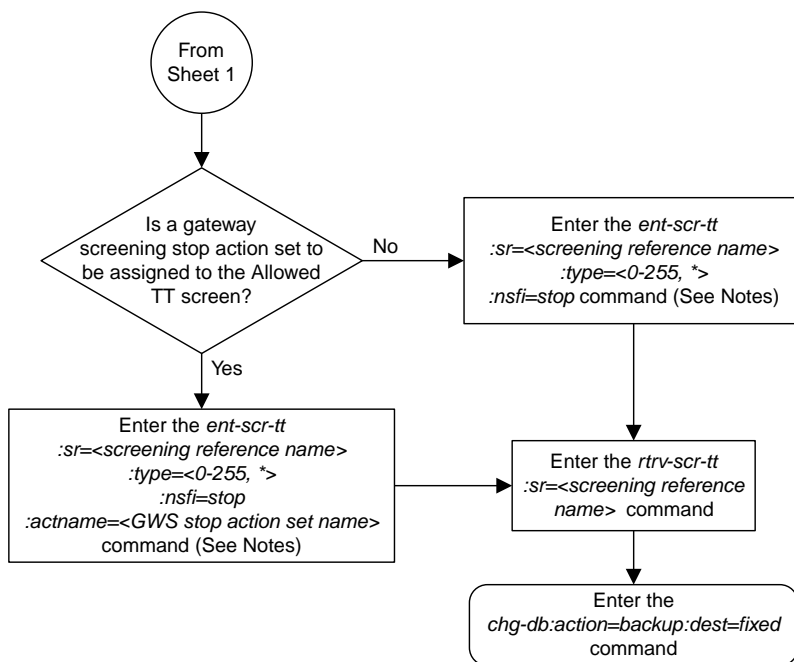 From
Sheet 1
Is a gateway
screening stop action set to
be assigned to the Allowed
TT screen?
No
Enter the ent-scr-tt
:sr=<screening reference name>
:type=<0-255, *>
:nsfi=stop command (See Notes)
Yes
Enter the ent-scr-tt
:sr=<screening reference name>
:type=<0-255, *>
:nsfi=stop
:actname=<GWS stop action set name>
command (See Notes)
Enter the rtrv-scr-tt
:sr=<screening reference
name> command
Enter the
chg-db:action=backup:dest=fixed
command